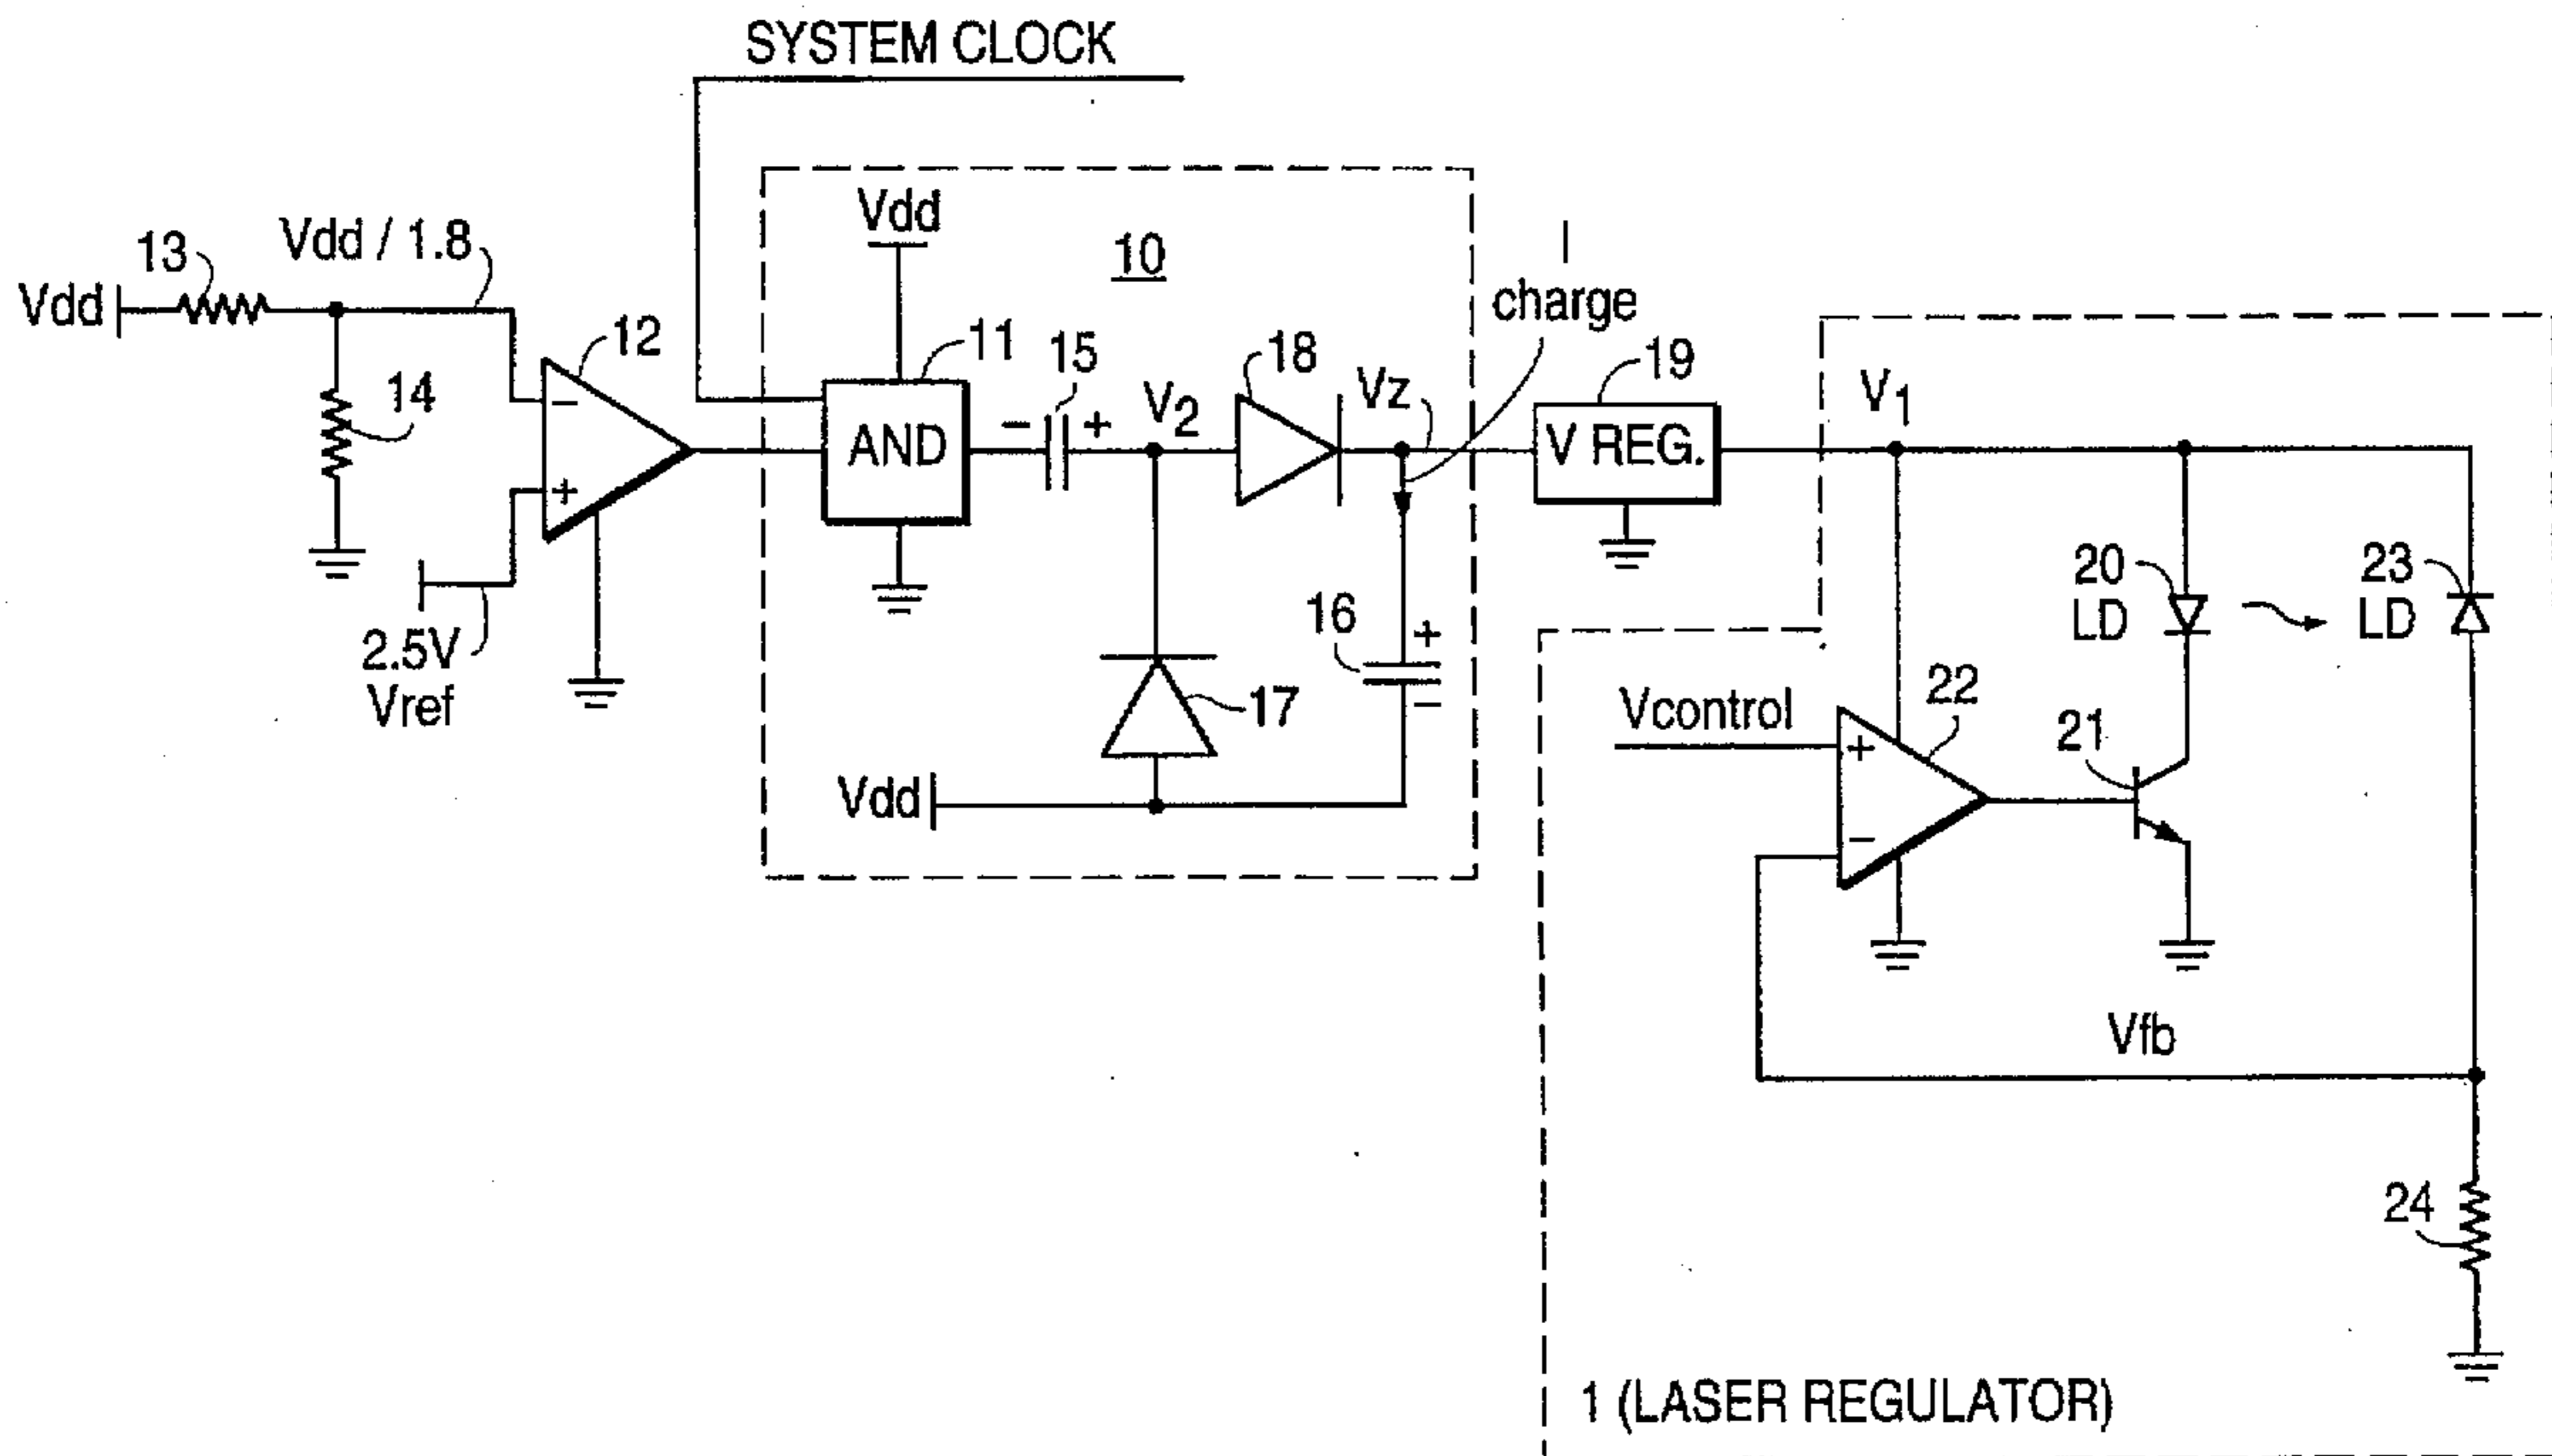 SYSTEM CLOCK
Vdd
13
Vdd / 1.8
14
12
−
+
2.5V
Vref
10
Vdd
11
AND
15
− +
V2
18
Vz
I
charge
16
+
−
17
Vdd
19
V REG.
V1
20
LD
23
LD
Vcontrol
22
+
−
21
Vfb
24
1 (LASER REGULATOR)